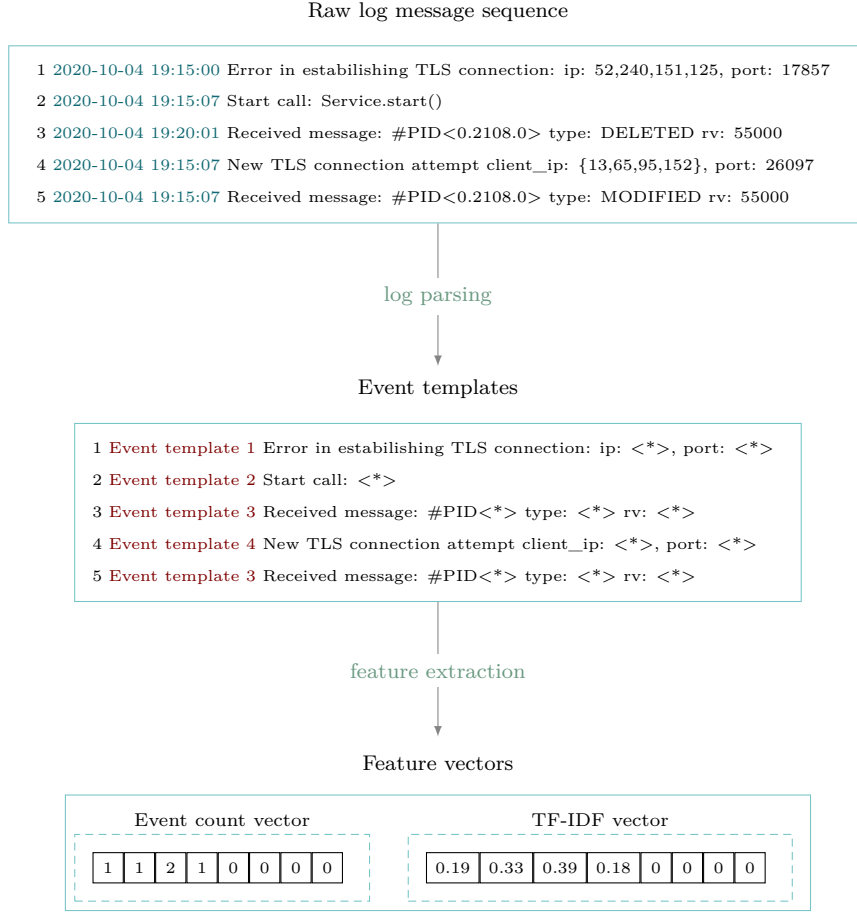 Raw log message sequence
1 2020-10-04 19:15:00 Error in estabilishing TLS connection: ip: 52,240,151,125, port: 17857
2 2020-10-04 19:15:07 Start call: Service.start()
3 2020-10-04 19:20:01 Received message: #PID<0.2108.0> type: DELETED rv: 55000
4 2020-10-04 19:15:07 New TLS connection attempt client_ip: {13,65,95,152}, port: 26097
5 2020-10-04 19:15:07 Received message: #PID<0.2108.0> type: MODIFIED rv: 55000
log parsing
Event templates
1 Event template 1 Error in estabilishing TLS connection: ip: <*>, port: <*>
2 Event template 2 Start call: <*>
3 Event template 3 Received message: #PID<*> type: <*> rv: <*>
4 Event template 4 New TLS connection attempt client_ip: <*>, port: <*>
5 Event template 3 Received message: #PID<*> type: <*> rv: <*>
feature extraction
Feature vectors
Event count vector
1 1 2 1 0 0 0 0
TF-IDF vector
0.19 0.33 0.39 0.18 0 0 0 0